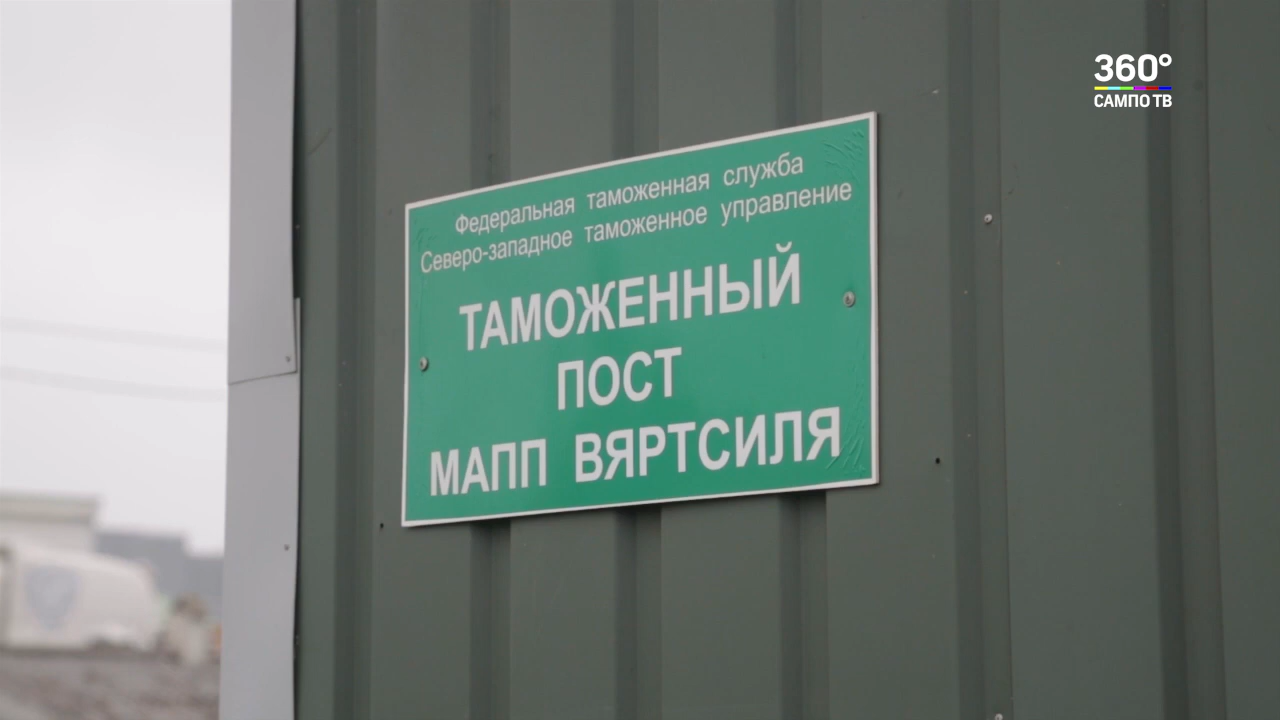 360°
САМПО ТВ
Федеральная таможенная служба
Северо-западное таможенное управление
ТАМОЖЕННЫЙ
ПОСТ
МАПП ВЯРТСИЛЯ